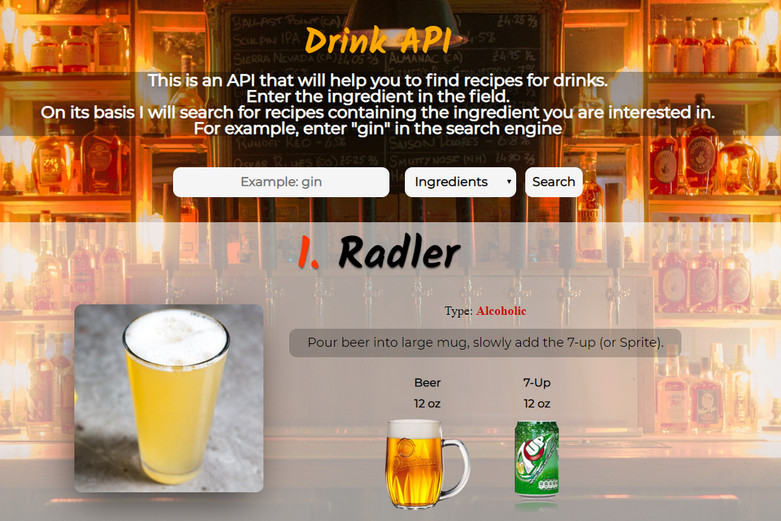 Drink API
This is an API that will help you to find recipes for drinks.
Enter the ingredient in the field.
On its basis I will search for recipes containing the ingredient you are interested in.
For example, enter "gin" in the search engine
Example: gin
Ingredients
Search
1. Radler
Type: Alcoholic
Pour beer into large mug, slowly add the 7-up (or Sprite).
Beer
7-Up
12 oz
12 oz